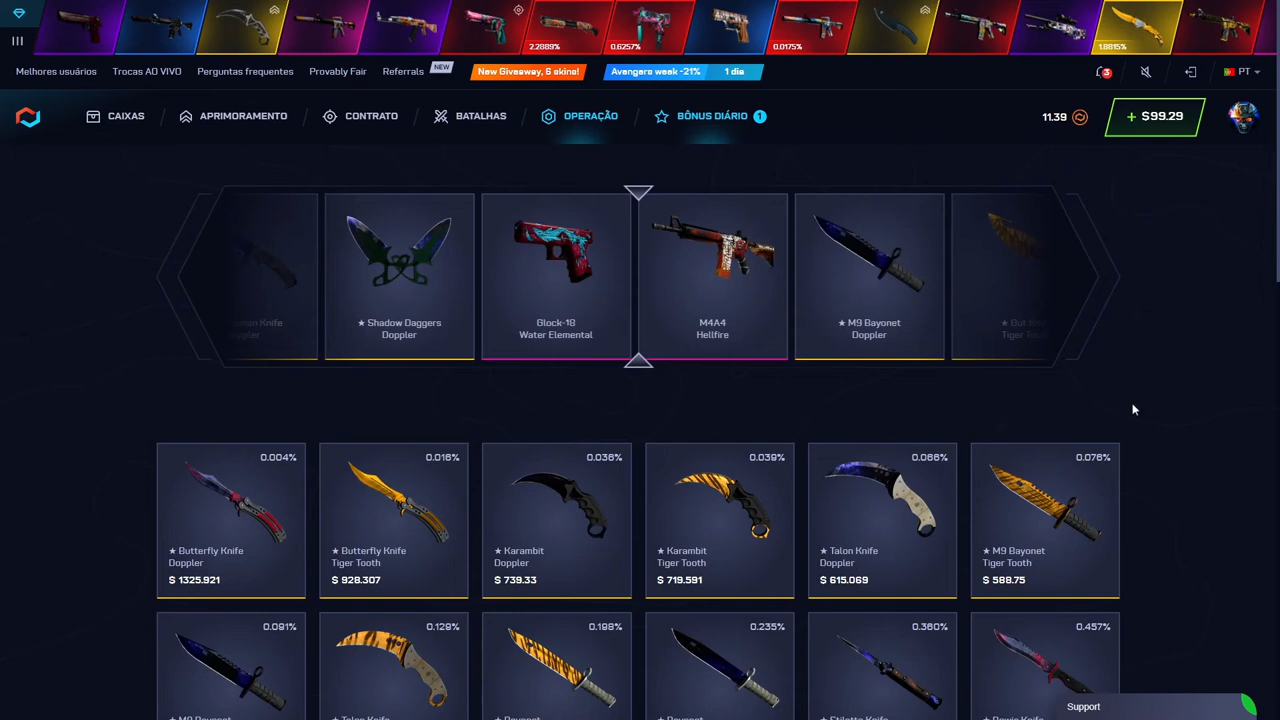 2.2889%
0.6257%
0.0175%
1.8815%
Melhores usuários
Trocas AO VIVO
Perguntas frequentes
Provably Fair
Referrals
NEW
New Giveaway, 6 skins!
Avengers week -21%
1 dia
3
PT
CAIXAS
APRIMORAMENTO
CONTRATO
BATALHAS
OPERAÇÃO
BÔNUS DIÁRIO 1
11.39
+ $99.29
★ Shadow Daggers
Doppler
Glock-18
Water Elemental
M4A4
Hellfire
★ M9 Bayonet
Doppler
Knife
Tiger Tooth
0.004%
★ Butterfly Knife
Doppler
$ 1325.921
0.016%
★ Butterfly Knife
Tiger Tooth
$ 928.307
0.036%
★ Karambit
Doppler
$ 739.33
0.039%
★ Karambit
Tiger Tooth
$ 719.591
0.066%
★ Talon Knife
Doppler
$ 615.069
0.076%
★ M9 Bayonet
Tiger Tooth
$ 588.75
0.091%
0.129%
0.198%
0.235%
0.360%
0.457%
Support